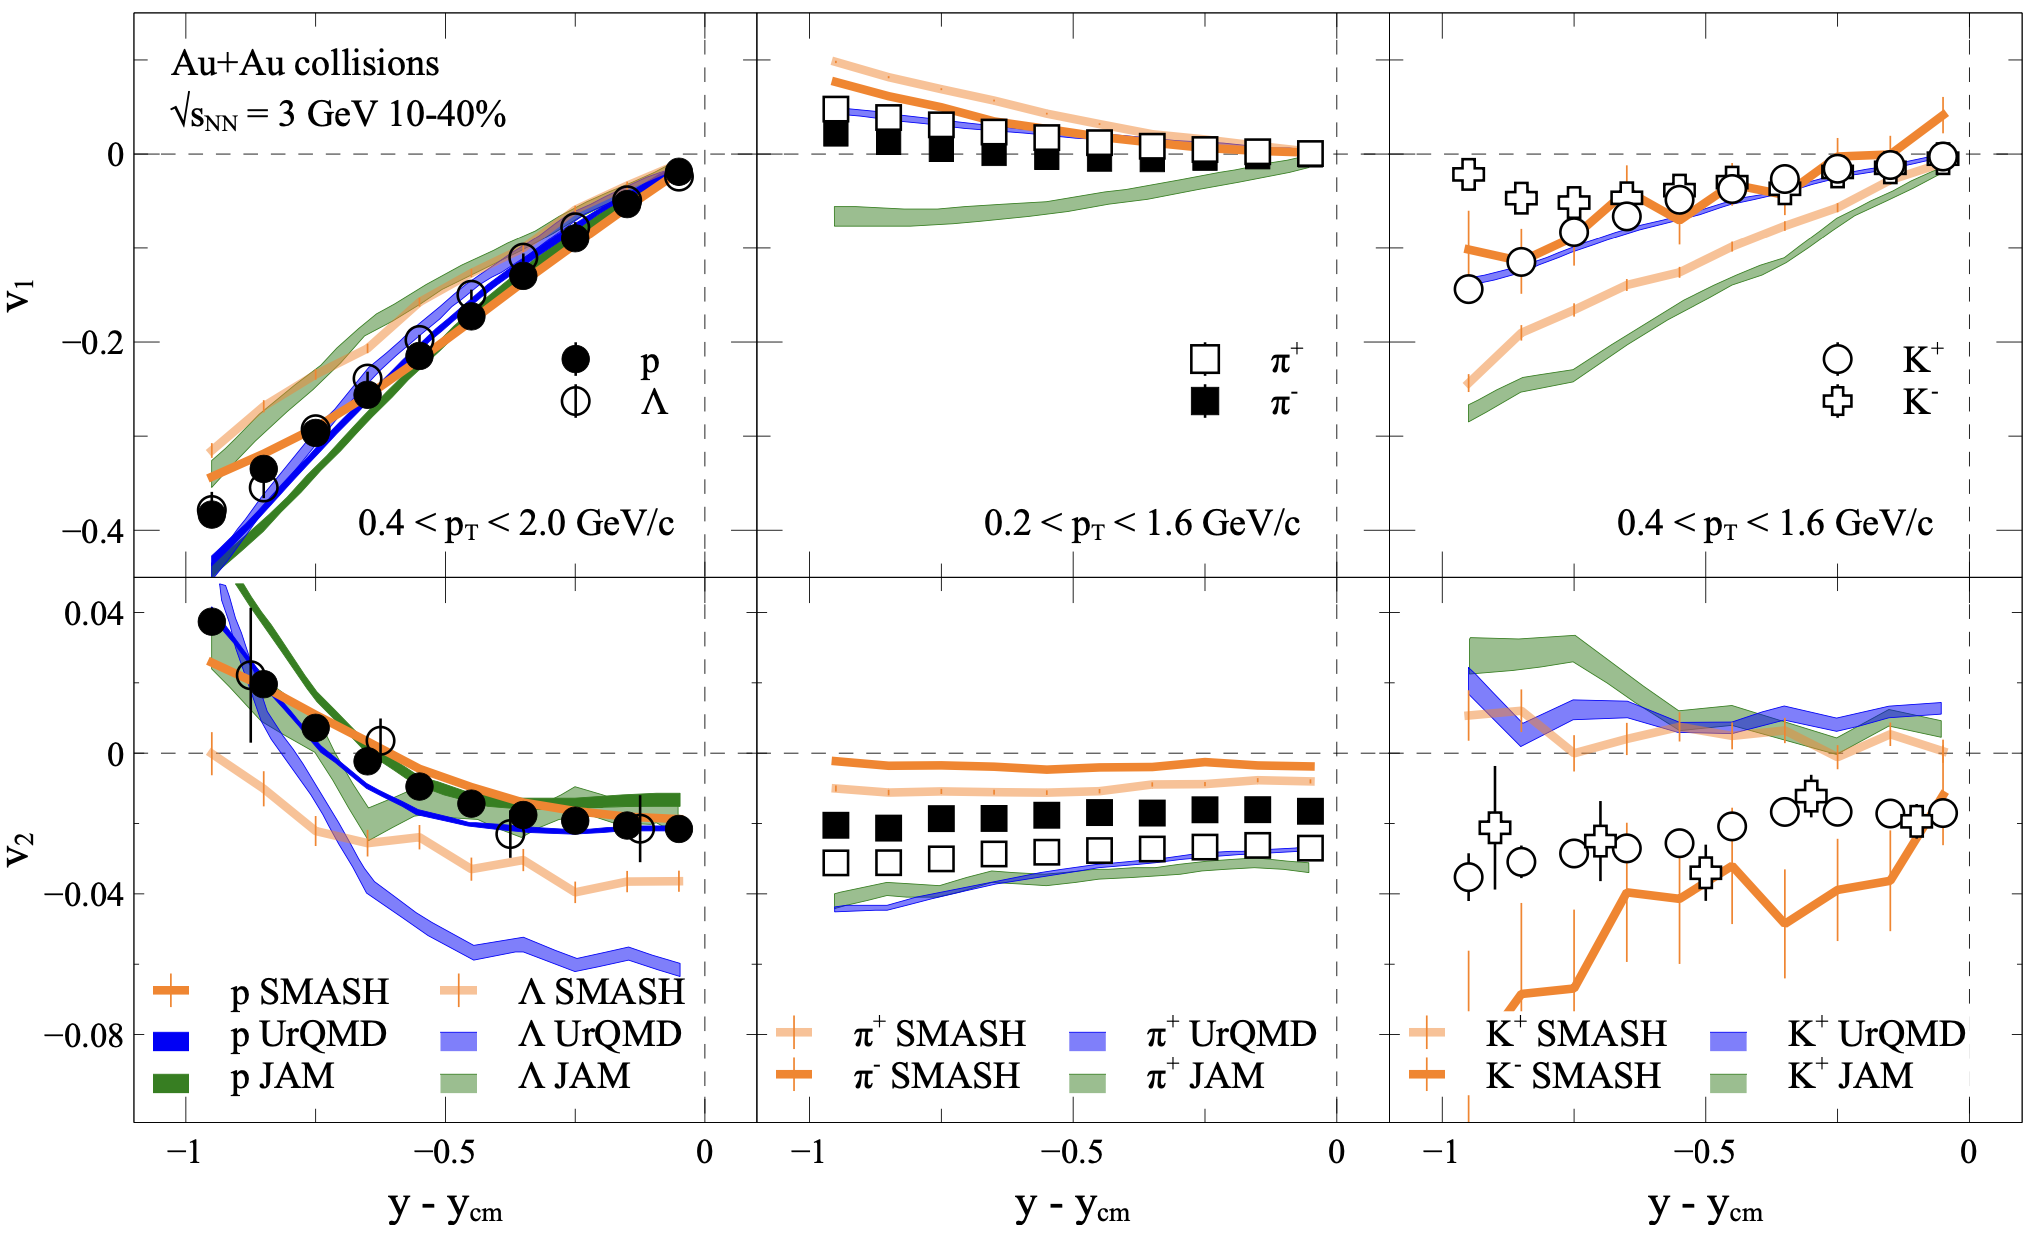 Au+Au collisions
√sNN = 3 GeV 10-40%
0
−0.2
−0.4
v1
p
Λ
π+
π-
K+
K-
0.4 < pT < 2.0 GeV/c
0.2 < pT < 1.6 GeV/c
0.4 < pT < 1.6 GeV/c
0.04
0
−0.04
−0.08
v2
p SMASH
Λ SMASH
p UrQMD
Λ UrQMD
p JAM
Λ JAM
π+ SMASH
π+ UrQMD
π- SMASH
π+ JAM
K+ SMASH
K+ UrQMD
K- SMASH
K+ JAM
−1 −0.5 0
−1 −0.5 0
−1 −0.5 0
y - ycm
y - ycm
y - ycm